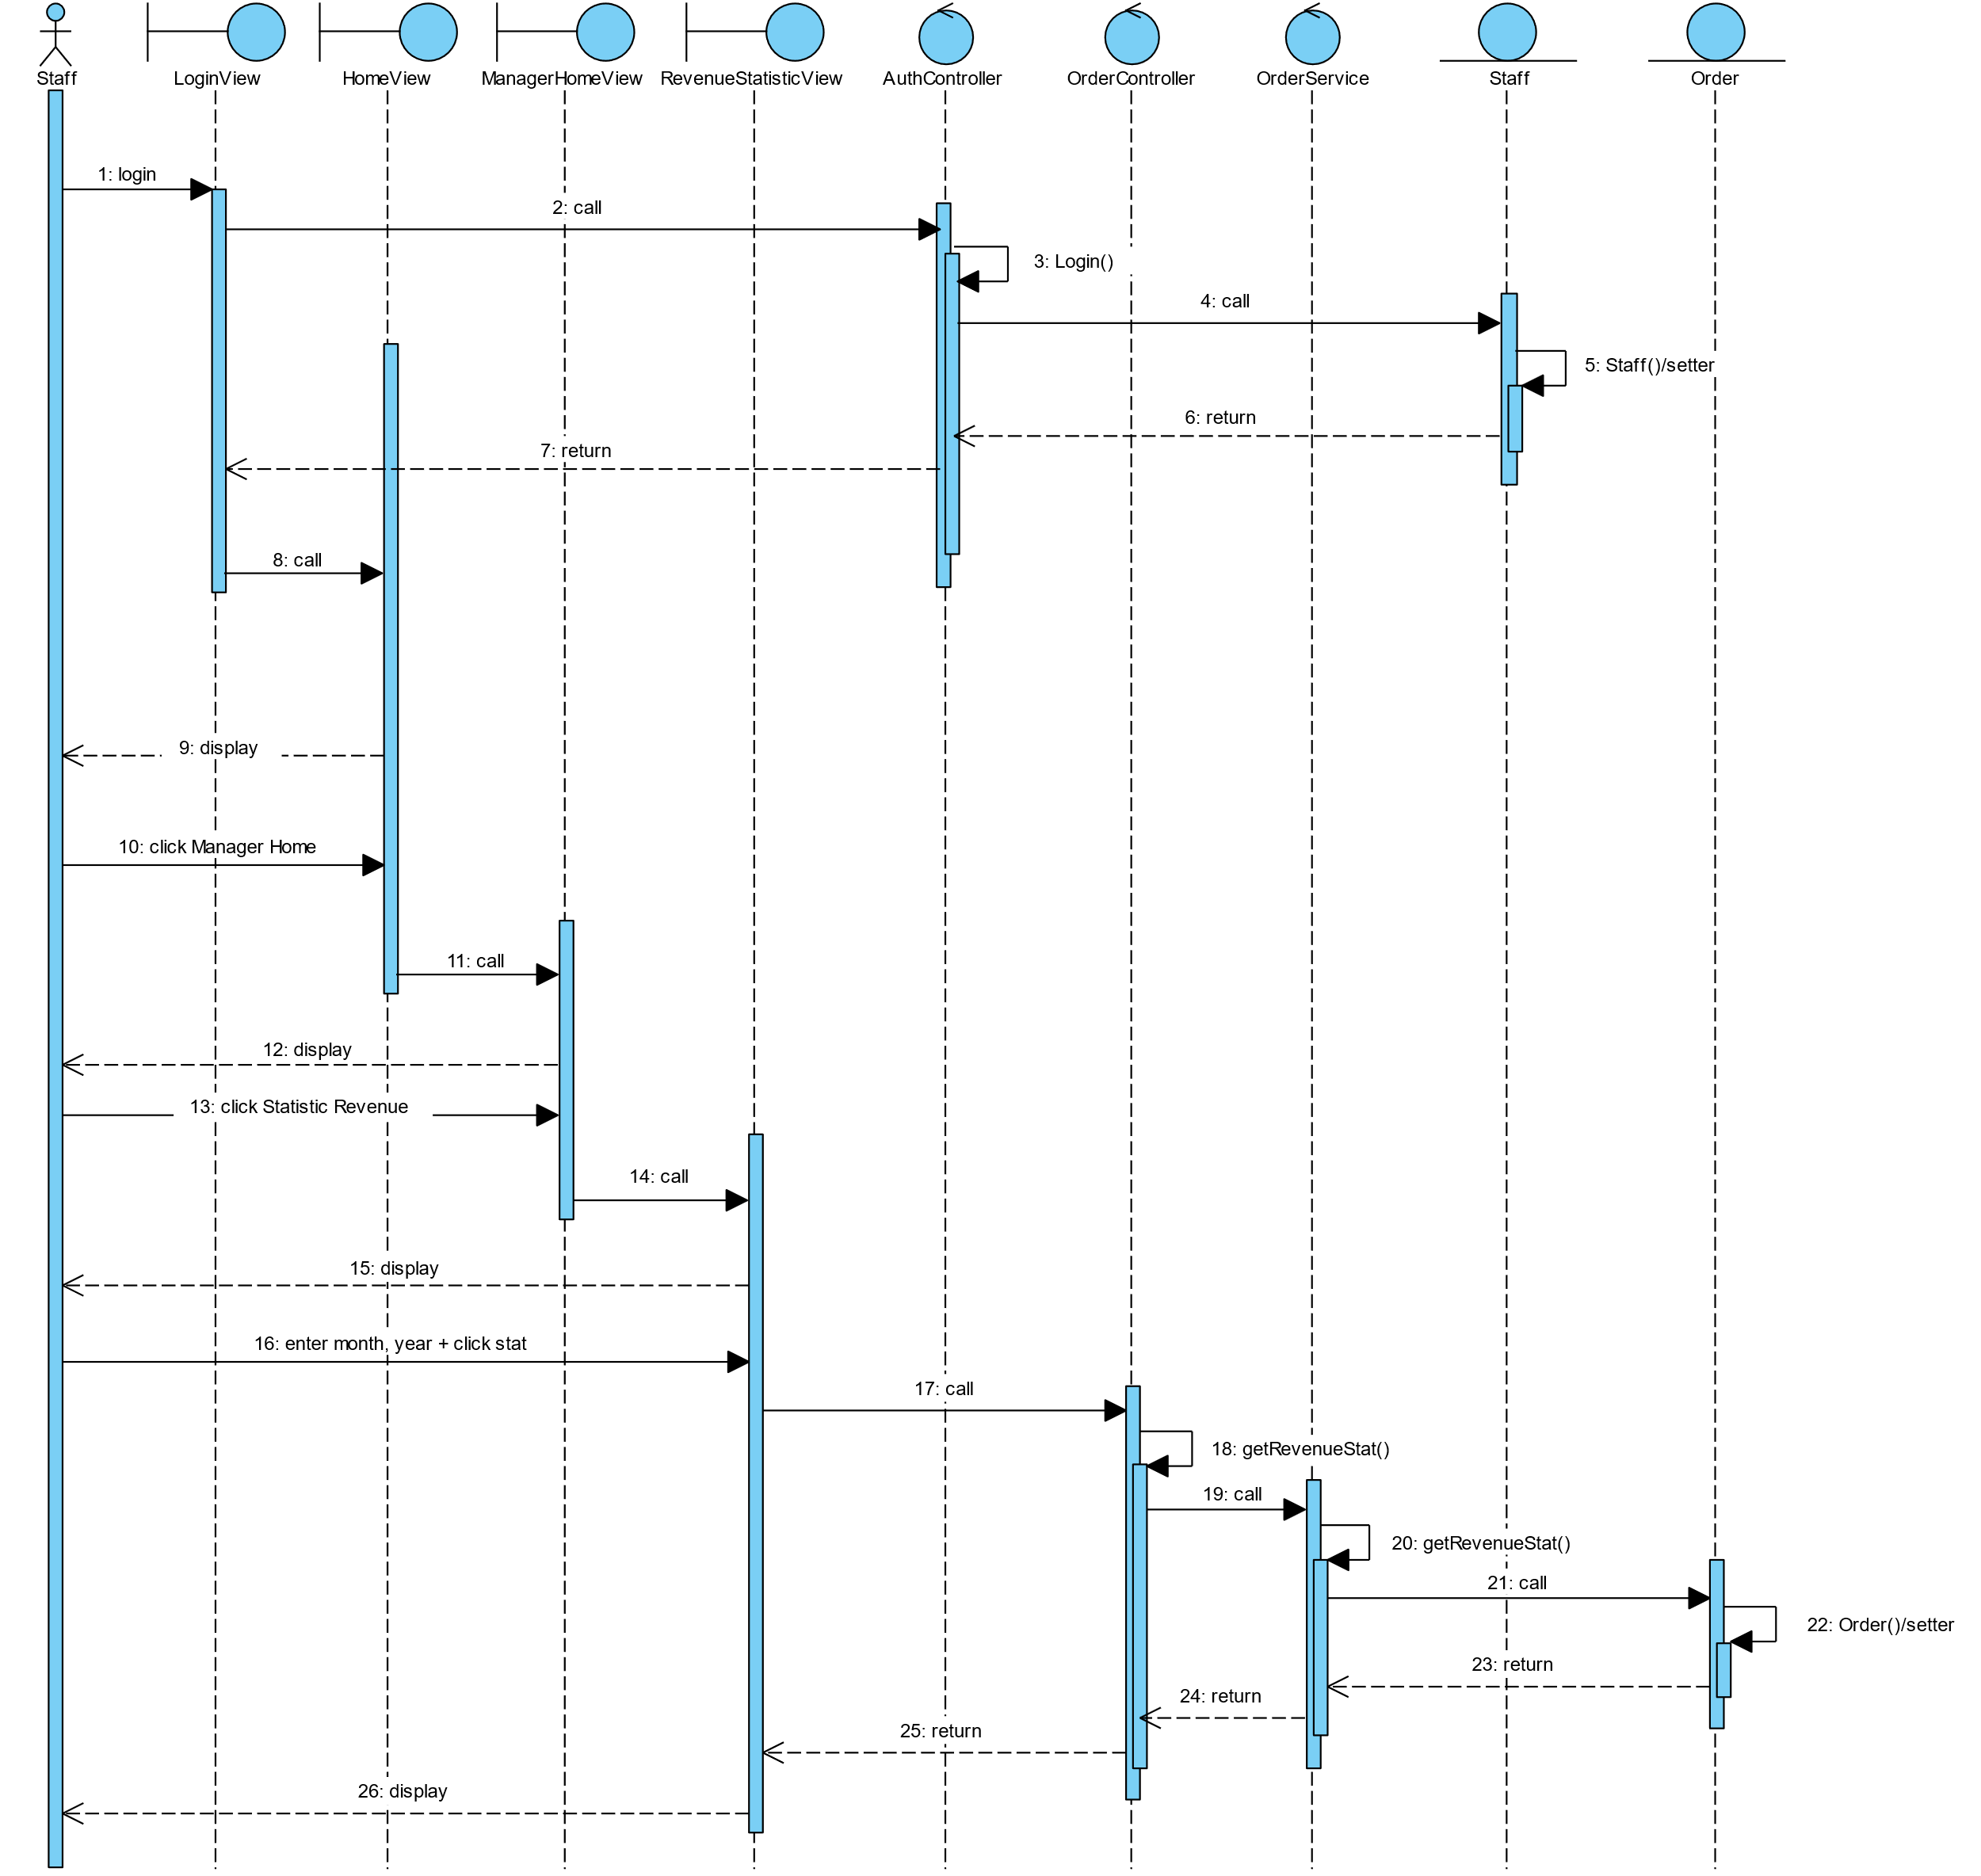 Staff
LoginView
HomeView
ManagerHomeView
RevenueStatisticView
AuthController
OrderController
OrderService
Staff
Order
1: login
2: call
3: Login()
4: call
5: Staff()/setter
6: return
7: return
8: call
9: display
10: click Manager Home
11: call
12: display
13: click Statistic Revenue
14: call
15: display
16: enter month, year + click stat
17: call
18: getRevenueStat()
19: call
20: getRevenueStat()
21: call
22: Order()/setter
23: return
24: return
25: return
26: display